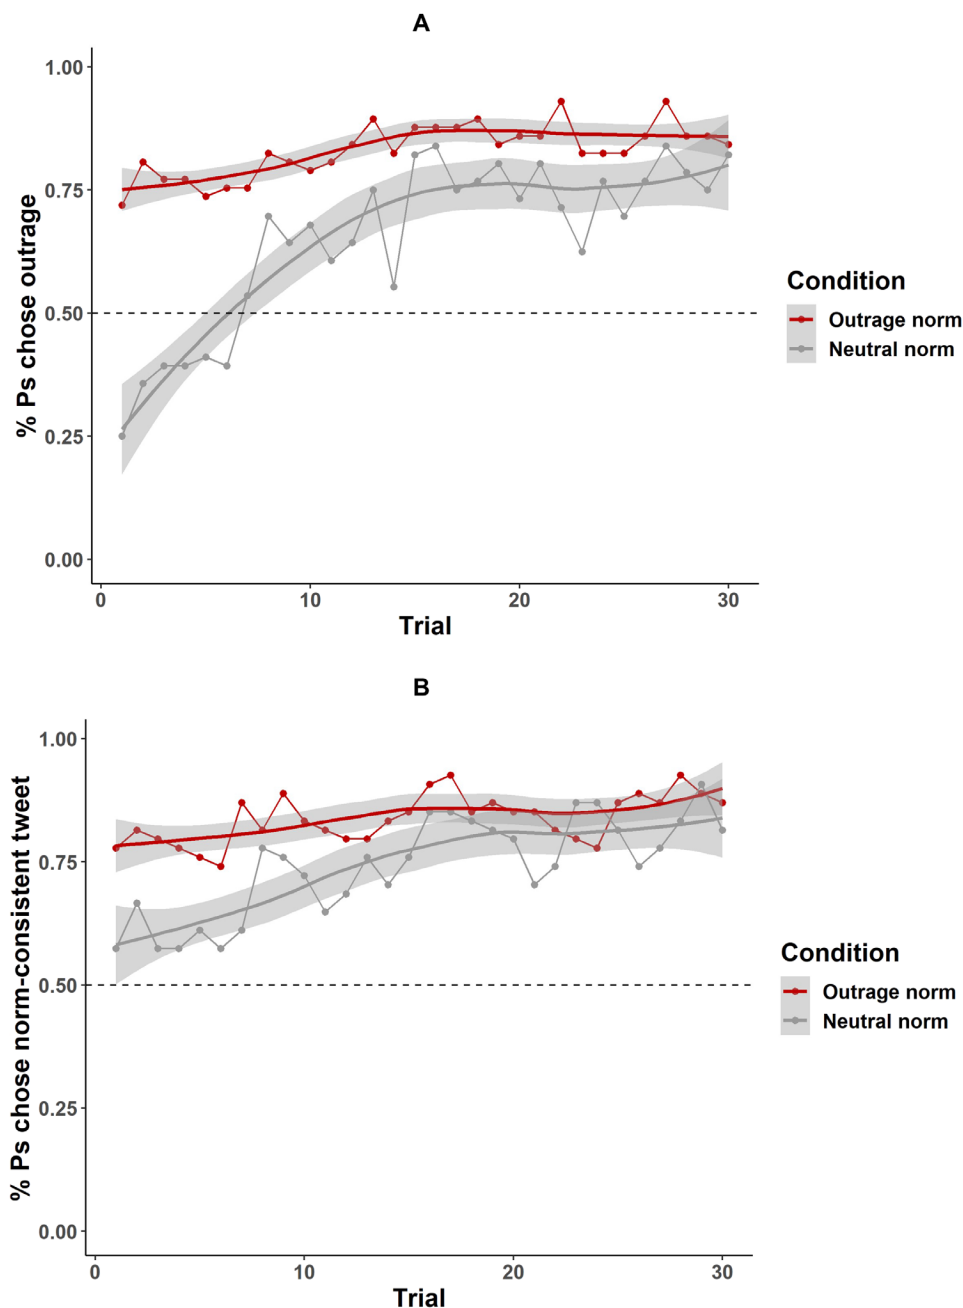 A
1.00
0.75
0.50
0.25
0.00
% Ps chose outrage
0 10 20 30
Trial
Condition
Outrage norm
Neutral norm
B
1.00
0.75
0.50
0.25
0.00
% Ps chose norm-consistent tweet
0 10 20 30
Trial
Condition
Outrage norm
Neutral norm